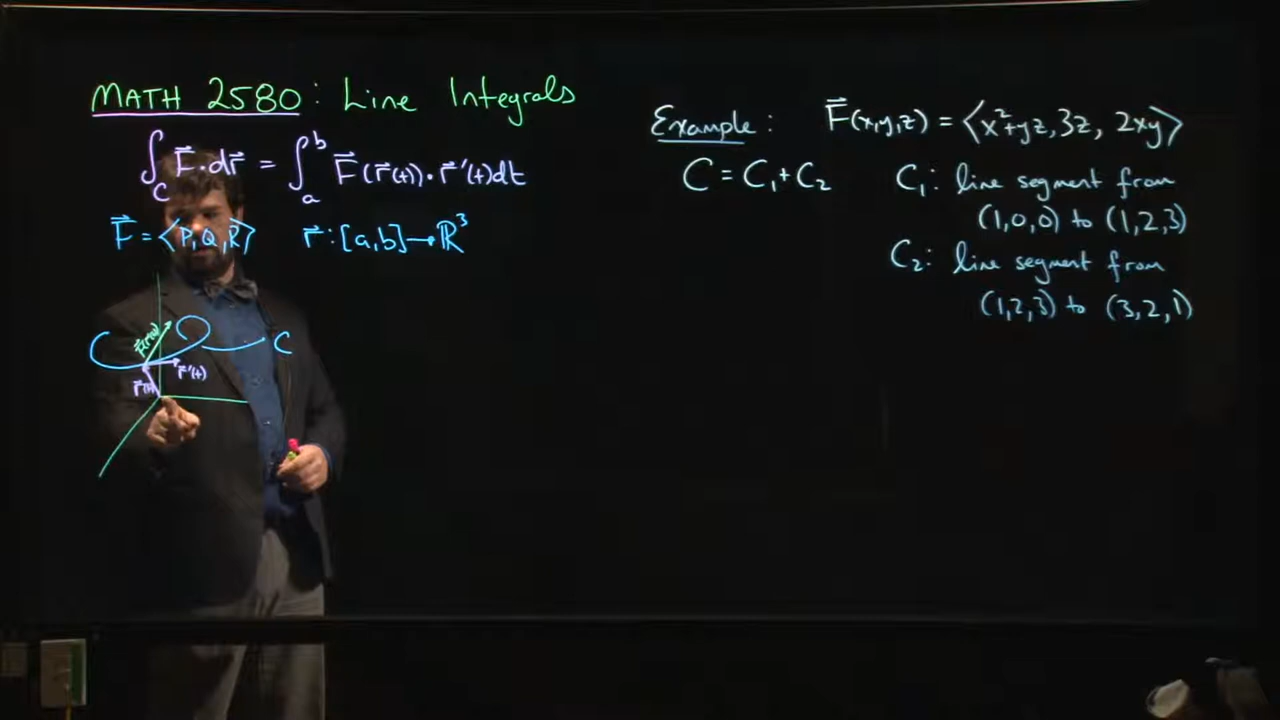 MATH 2580: Line Integrals
∫_C F⃗·dr⃗ = ∫_a^b F⃗(r⃗(t))·r⃗'(t)dt
F⃗ = ⟨P, Q, R⟩ r⃗:[a,b]→ℝ³
F⃗(r⃗(t))
C
r⃗'(t)
r⃗(t)
Example: F⃗(x,y,z) = ⟨x²+yz, 3z, 2xy⟩
C = C₁+C₂ C₁: line segment from
(1,0,0) to (1,2,3)
C₂: line segment from
(1,2,3) to (3,2,1)